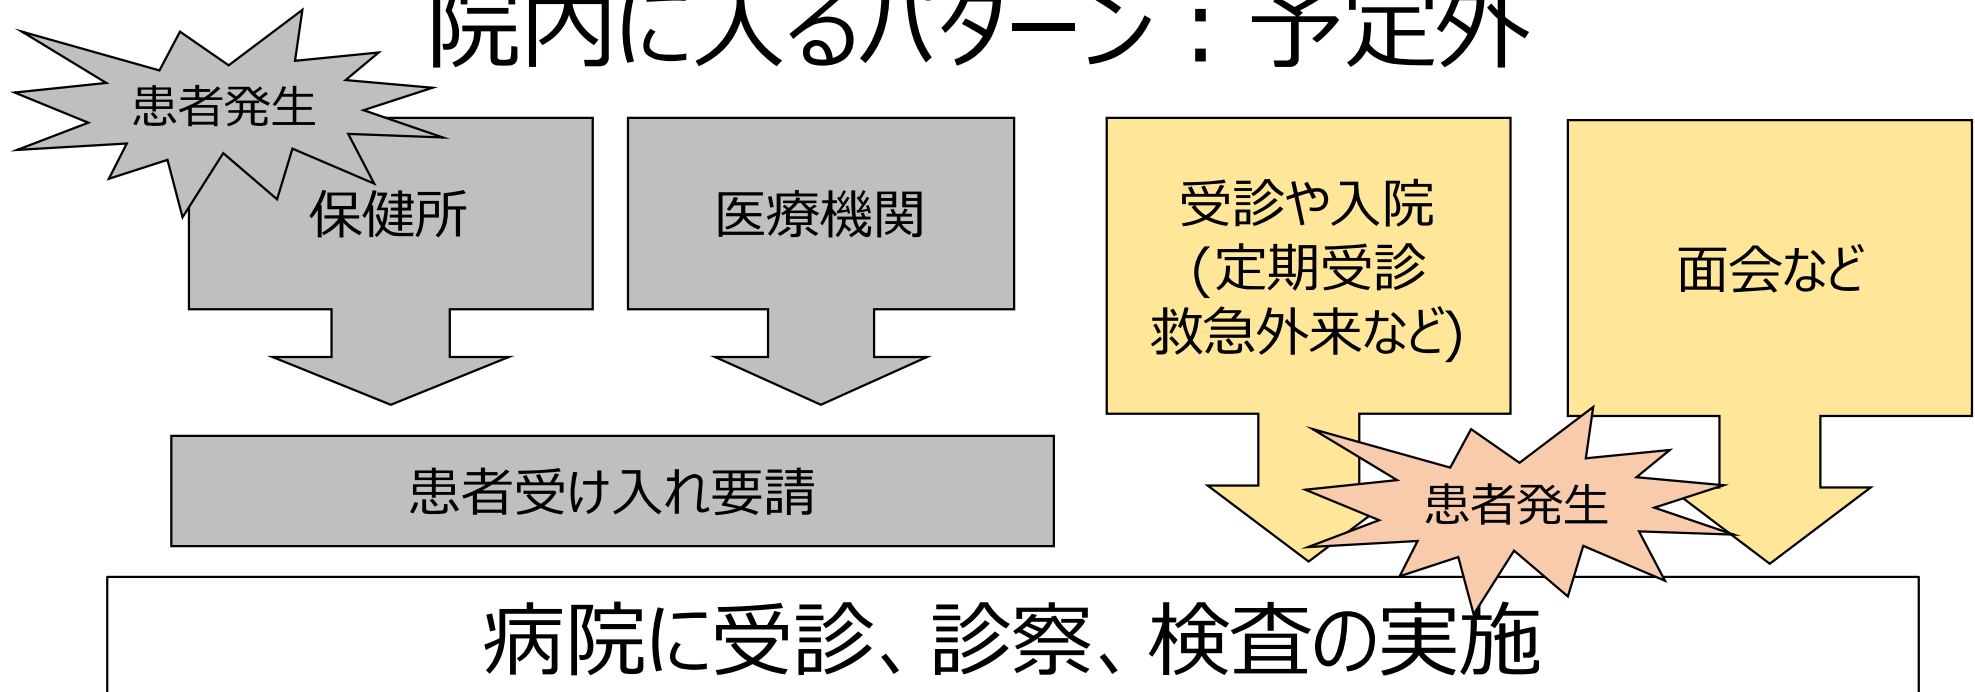 院内に入るパターン：予定外
患者発生
保健所
医療機関
受診や入院
(定期受診
救急外来など)
面会など
患者受け入れ要請
患者発生
病院に受診、診察、検査の実施